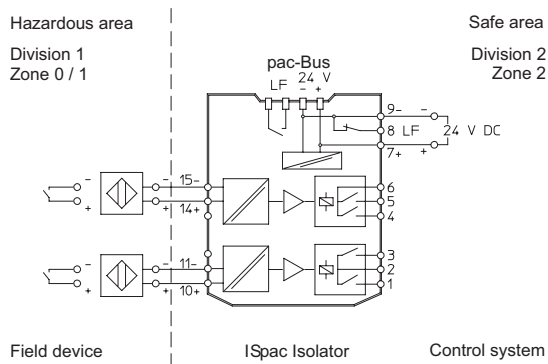 Hazardous area
Safe area
Division 1
Zone 0 / 1
Division 2
Zone 2
pac-Bus
LF 24 V
- +
9- -
8 LF 24 V DC
7+ +
- - 15-
+ + 14+
6
5
4
- - 11-
+ + 10+
3
2
1
Field device
ISpac Isolator
Control system